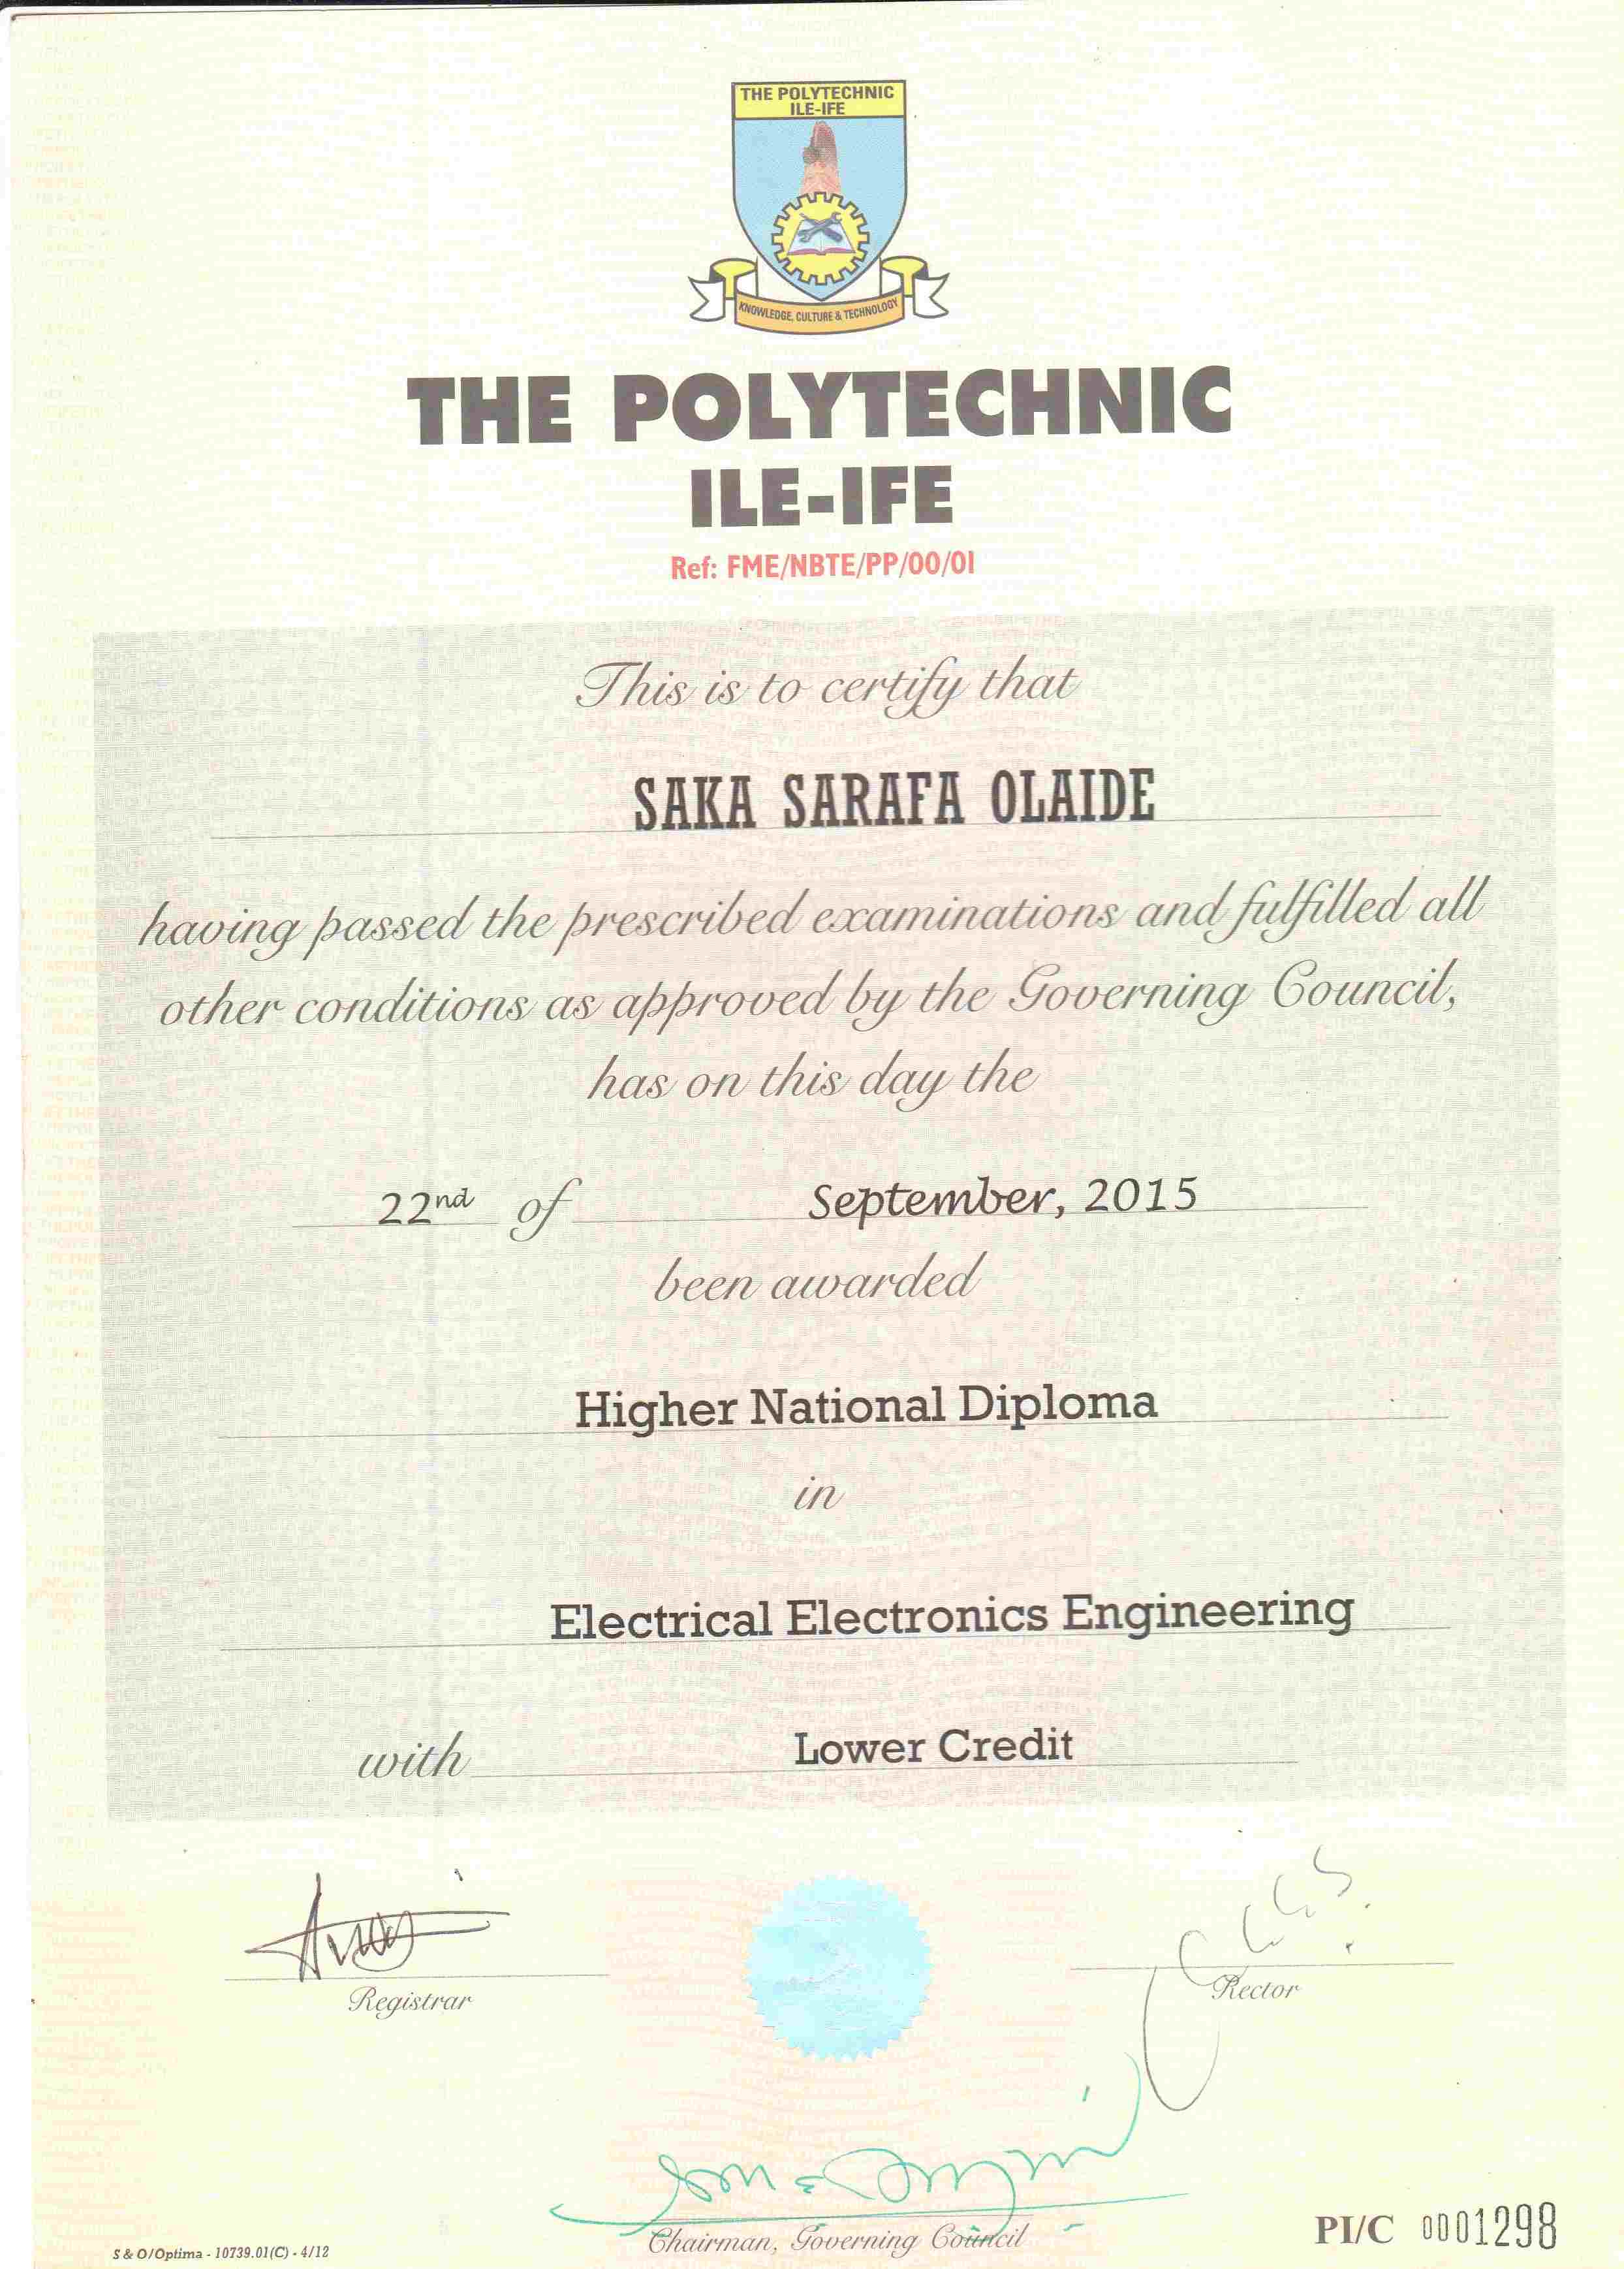 THE POLYTECHNIC
ILE-IFE
KNOWLEDGE, CULTURE & TECHNOLOGY
THE POLYTECHNIC
ILE-IFE
Ref: FME/NBTE/PP/00/01
This is to certify that
SAKA SARAFA OLAIDE
having passed the prescribed examinations and fulfilled all
other conditions as approved by the Governing Council,
has on this day the
22nd of September, 2015
been awarded
Higher National Diploma
in
Electrical Electronics Engineering
with Lower Credit
Registrar
Rector
Chairman, Governing Council
PI/C 0001298
S & O/Optima - 10739.01(C) - 4/12